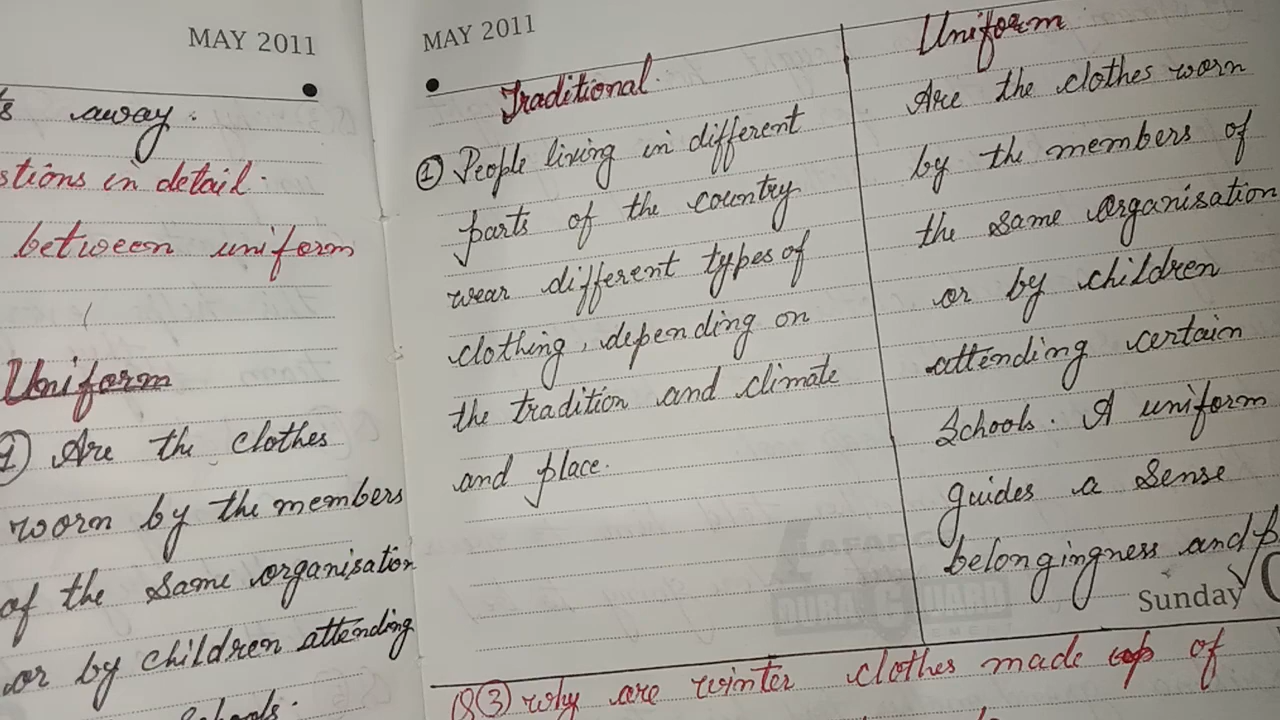 MAY 2011
away.
stions in detail.
between uniform
Uniform
1) Are the clothes
worn by the members
of the same organisation
or by children attending
Schools.
MAY 2011
Traditional
① People living in different
parts of the country
wear different types of
clothing, depending on
the tradition and climate
and place.
Uniform
Are the clothes worn
by the members of
the same organisation
or by children
attending certain
Schools. A uniform
guides a sense
belongingness and
Sunday
Q③ why are winter clothes made up of